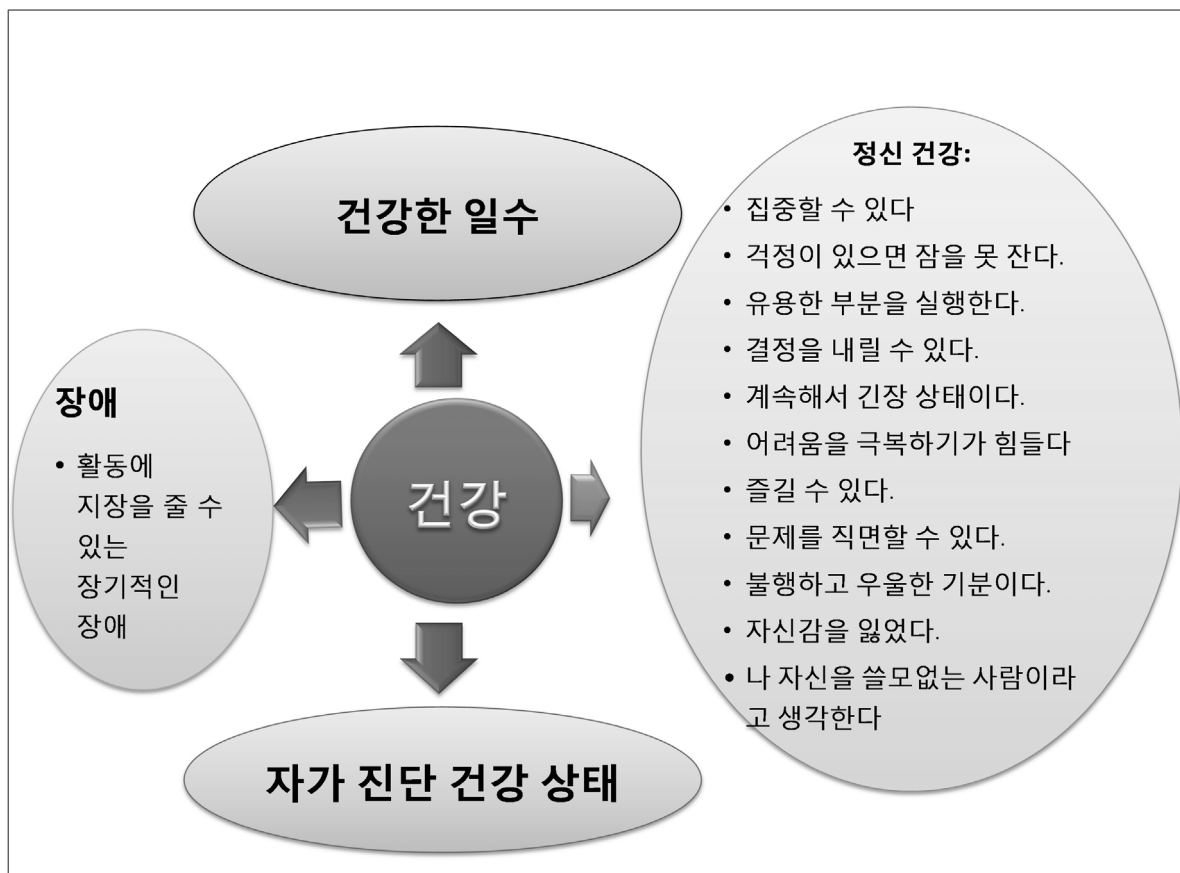 건강한 일수
정신 건강:
• 집중할 수 있다
• 걱정이 있으면 잠을 못 잔다.
• 유용한 부분을 실행한다.
• 결정을 내릴 수 있다.
• 계속해서 긴장 상태이다.
• 어려움을 극복하기가 힘들다
• 즐길 수 있다.
• 문제를 직면할 수 있다.
• 불행하고 우울한 기분이다.
• 자신감을 잃었다.
• 나 자신을 쓸모없는 사람이라
고 생각한다
장애
• 활동에
지장을 줄 수
있는
장기적인
장애
건강
자가 진단 건강 상태